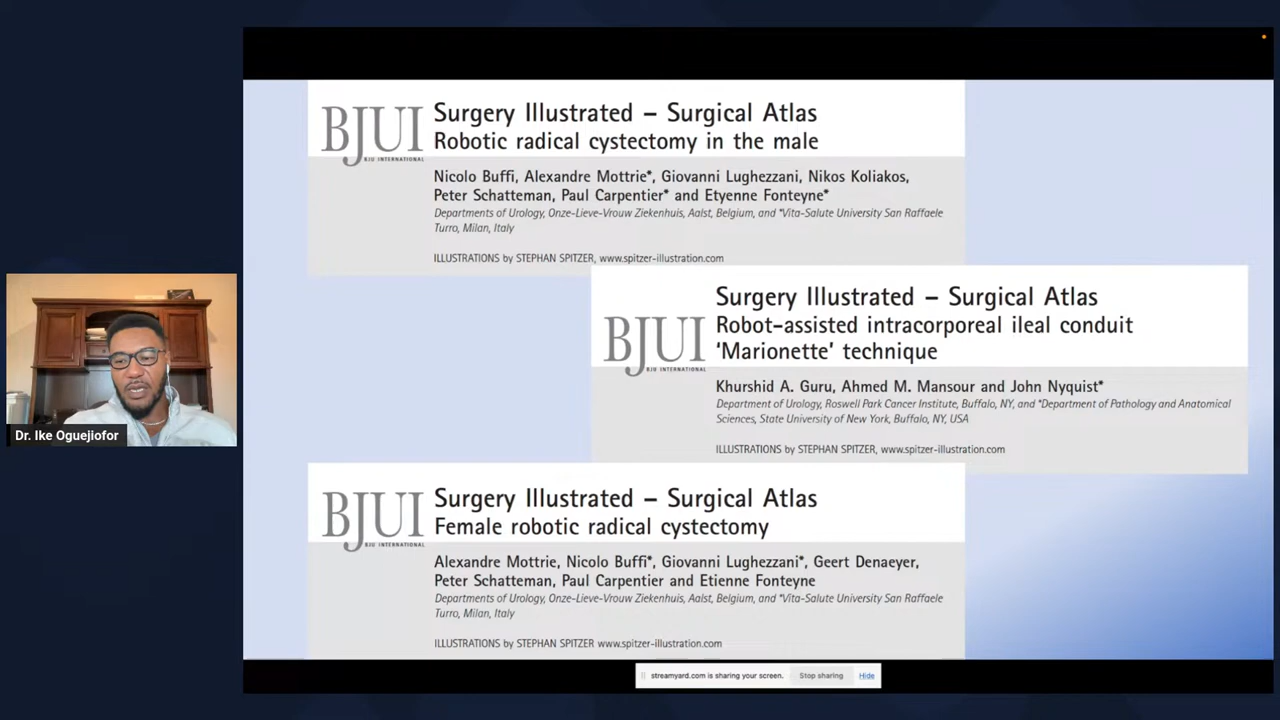 BJUI
BJU INTERNATIONAL
Surgery Illustrated – Surgical Atlas
Robotic radical cystectomy in the male
Nicolo Buffi, Alexandre Mottrie*, Giovanni Lughezzani, Nikos Koliakos,
Peter Schatteman, Paul Carpentier* and Etyenne Fonteyne*
Departments of Urology, Onze-Lieve-Vrouw Ziekenhuis, Aalst, Belgium, and *Vita-Salute University San Raffaele
Turro, Milan, Italy
ILLUSTRATIONS by STEPHAN SPITZER, www.spitzer-illustration.com
BJUI
BJU INTERNATIONAL
Surgery Illustrated – Surgical Atlas
Robot-assisted intracorporeal ileal conduit
‘Marionette’ technique
Khurshid A. Guru, Ahmed M. Mansour and John Nyquist*
Department of Urology, Roswell Park Cancer Institute, Buffalo, NY, and *Department of Pathology and Anatomical
Sciences, State University of New York, Buffalo, NY, USA
ILLUSTRATIONS by STEPHAN SPITZER, www.spitzer-illustration.com
Dr. Ike Oguejiofor
BJUI
BJU INTERNATIONAL
Surgery Illustrated – Surgical Atlas
Female robotic radical cystectomy
Alexandre Mottrie, Nicolo Buffi*, Giovanni Lughezzani*, Geert Denaeyer,
Peter Schatteman, Paul Carpentier and Etienne Fonteyne
Departments of Urology, Onze-Lieve-Vrouw Ziekenhuis, Aalst, Belgium, and *Vita-Salute University San Raffaele
Turro, Milan, Italy
ILLUSTRATIONS by STEPHAN SPITZER www.spitzer-illustration.com
streamyard.com is sharing your screen. Stop sharing Hide